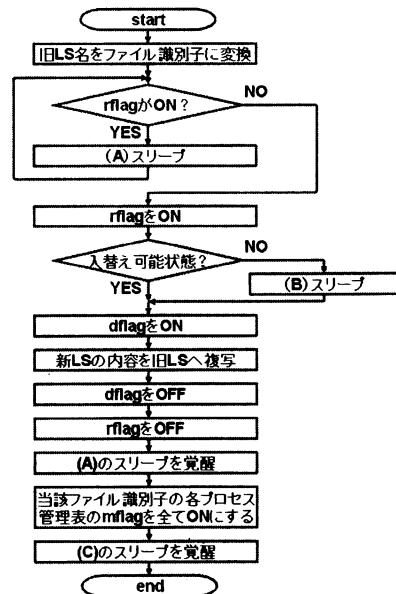 start
旧LS名をファイル識別子に変換
rflagがON？
NO
YES
(A)スリープ
rflagをON
入替え可能状態？
NO
YES
(B)スリープ
dflagをON
新LSの内容を旧LSへ複写
dflagをOFF
rflagをOFF
(A)のスリープを覚醒
当該ファイル識別子の各プロセス
管理表のmflagを全てONにする
(C)のスリープを覚醒
end